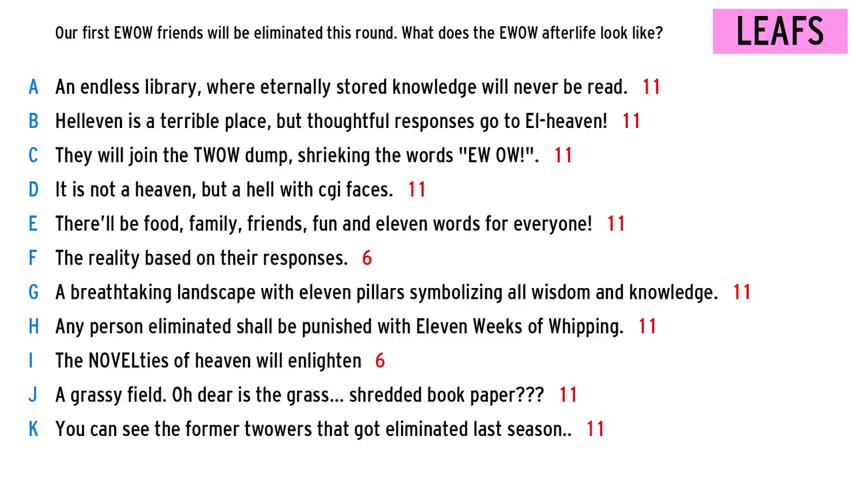 Our first EWOW friends will be eliminated this round. What does the EWOW afterlife look like?
LEAFS
A An endless library, where eternally stored knowledge will never be read. 11
B Helleven is a terrible place, but thoughtful responses go to El-heaven! 11
C They will join the TWOW dump, shrieking the words "EW OW!". 11
D It is not a heaven, but a hell with cgi faces. 11
E There'll be food, family, friends, fun and eleven words for everyone! 11
F The reality based on their responses. 6
G A breathtaking landscape with eleven pillars symbolizing all wisdom and knowledge. 11
H Any person eliminated shall be punished with Eleven Weeks of Whipping. 11
I The NOVELties of heaven will enlighten 6
J A grassy field. Oh dear is the grass... shredded book paper??? 11
K You can see the former twowers that got eliminated last season.. 11